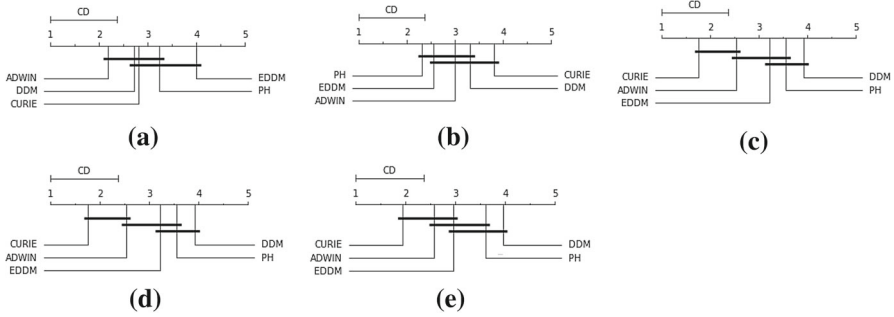 CD
1 2 3 4 5
ADWIN EDDM
DDM PH
CURIE
(a)
CD
1 2 3 4 5
PH CURIE
EDDM DDM
ADWIN
(b)
CD
1 2 3 4 5
CURIE DDM
ADWIN PH
EDDM
(c)
CD
1 2 3 4 5
CURIE DDM
ADWIN PH
EDDM
(d)
CD
1 2 3 4 5
CURIE DDM
ADWIN PH
EDDM
(e)